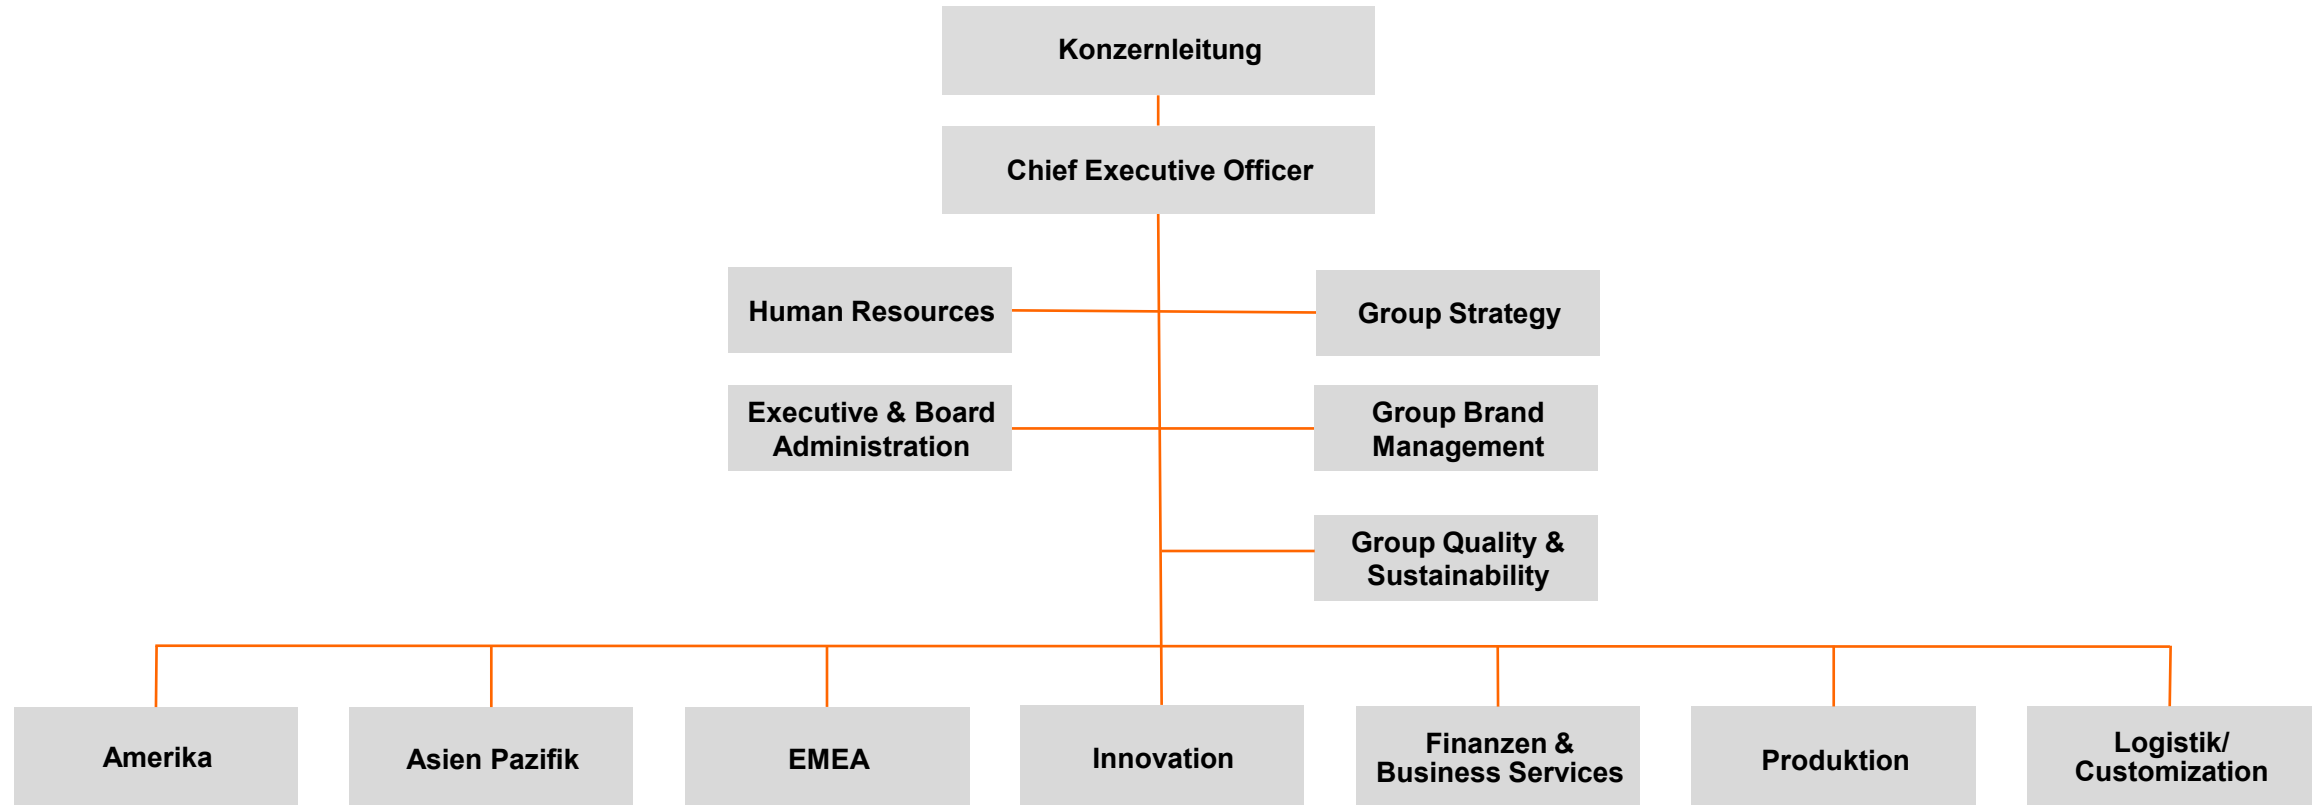 Konzernleitung
Chief Executive Officer
Human Resources
Group Strategy
Executive & Board
Administration
Group Brand
Management
Group Quality &
Sustainability
Amerika
Asien Pazifik
EMEA
Innovation
Finanzen &
Business Services
Produktion
Logistik/
Customization